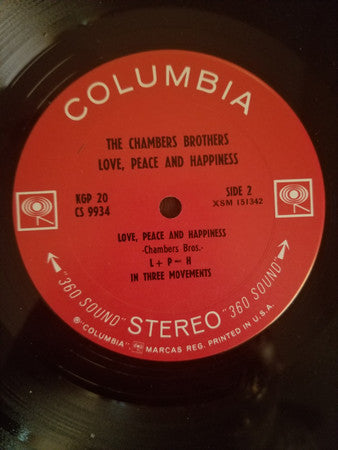 COLUMBIA
THE CHAMBERS BROTHERS
LOVE, PEACE AND HAPPINESS
KGP 20
CS 9934
SIDE 2
XSM 151342
LOVE, PEACE AND HAPPINESS
-Chambers Bros.-
L + P = H
IN THREE MOVEMENTS
"360 SOUND" STEREO "360 SOUND"
® "COLUMBIA", MARCAS REG. PRINTED IN U.S.A.